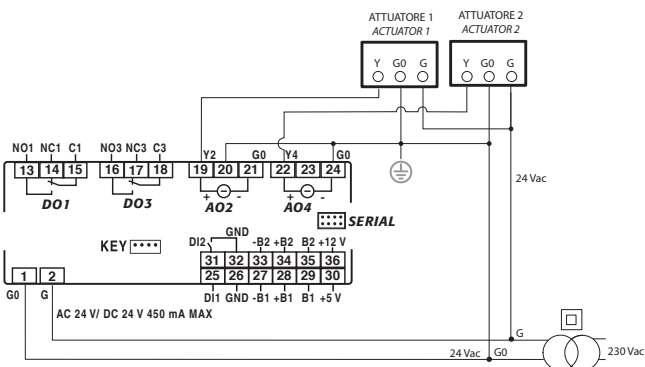 ATTUATORE 1 ATTUATORE 2
ACTUATOR 1 ACTUATOR 2
Y G0 G Y G0 G
NO1 NC1 C1 NO3 NC3 C3 Y2 G0 Y4 G0
13 14 15 16 17 18 19 20 21 22 23 24
+ - + -
DO1 DO3 AO2 AO4
24 Vac
SERIAL
KEY
DI2 GND -B2 +B2 B2 +12 V
31 32 33 34 35 36
1 2 25 26 27 28 29 30
G0 G DI1 GND -B1 +B1 B1 +5 V
AC 24 V/ DC 24 V 450 mA MAX
G
24 Vac G0 230 Vac